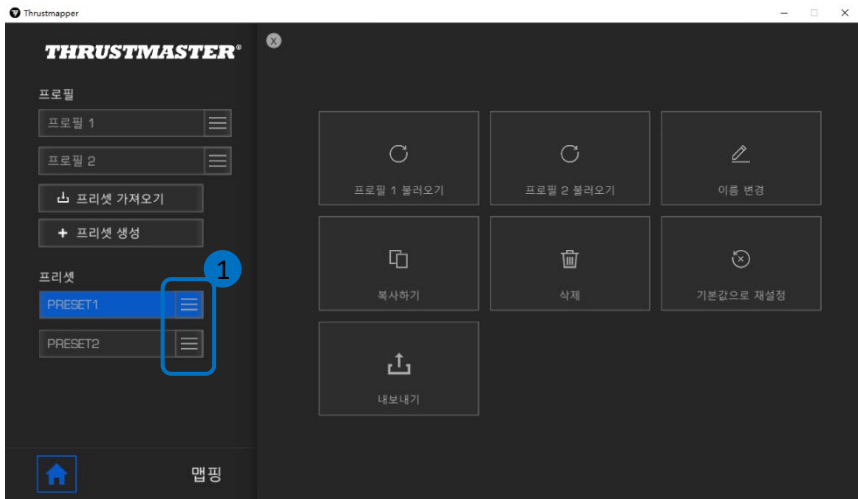 Thrustmapper
THRUSTMASTER®
프로필
프로필 1
프로필 2
프리셋 가져오기
+ 프리셋 생성
프리셋
1
PRESET1
PRESET2
맵핑
X
프로필 1 불러오기
프로필 2 불러오기
이름 변경
복사하기
삭제
기본값으로 재설정
내보내기